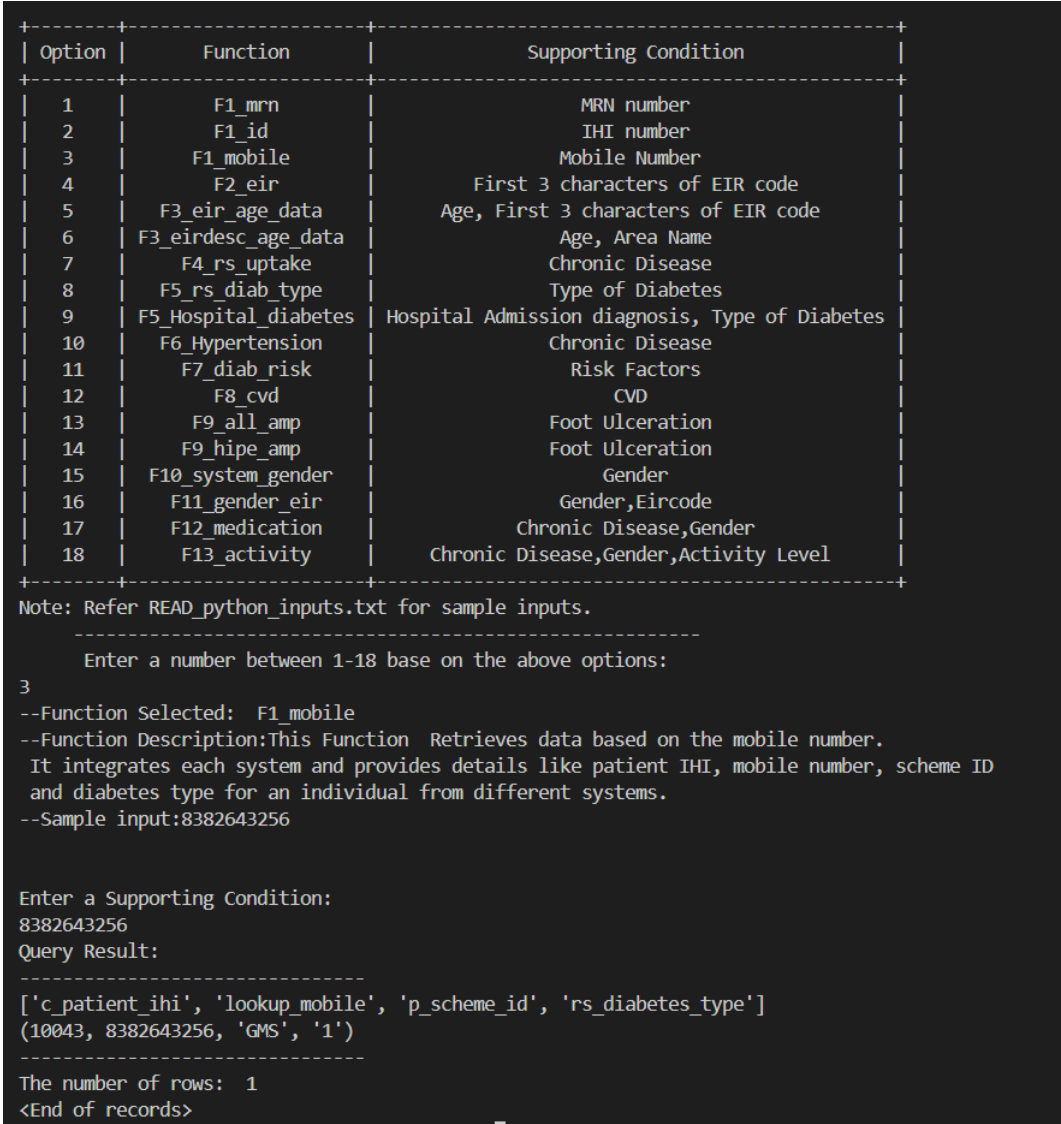 +--------+----------------------+------------------------------------------------+
| Option |       Function       |              Supporting Condition              |
+--------+----------------------+------------------------------------------------+
|   1    |        F1_mrn        |                   MRN number                   |
|   2    |        F1_id         |                   IHI number                   |
|   3    |      F1_mobile       |                 Mobile Number                  |
|   4    |        F2_eir        |         First 3 characters of EIR code         |
|   5    |   F3_eir_age_data    |      Age, First 3 characters of EIR code       |
|   6    | F3_eirdesc_age_data  |                 Age, Area Name                 |
|   7    |     F4_rs_uptake     |                Chronic Disease                 |
|   8    |   F5_rs_diab_type    |                Type of Diabetes                |
|   9    | F5_Hospital_diabetes | Hospital Admission diagnosis, Type of Diabetes |
|   10   |   F6_Hypertension    |                Chronic Disease                 |
|   11   |     F7_diab_risk     |                  Risk Factors                  |
|   12   |        F8_cvd        |                      CVD                       |
|   13   |      F9_all_amp      |                Foot Ulceration                 |
|   14   |     F9_hipe_amp      |                Foot Ulceration                 |
|   15   |  F10_system_gender   |                     Gender                     |
|   16   |    F11_gender_eir    |                 Gender,Eircode                 |
|   17   |    F12_medication    |             Chronic Disease,Gender             |
|   18   |     F13_activity     |     Chronic Disease,Gender,Activity Level      |
+--------+----------------------+------------------------------------------------+
Note: Refer READ_python_inputs.txt for sample inputs.
     ----------------------------------------------------------
      Enter a number between 1-18 base on the above options:
3
--Function Selected:  F1_mobile
--Function Description:This Function  Retrieves data based on the mobile number.
 It integrates each system and provides details like patient IHI, mobile number, scheme ID
 and diabetes type for an individual from different systems.
--Sample input:8382643256
Enter a Supporting Condition:
8382643256
Query Result:
--------------------------------
['c_patient_ihi', 'lookup_mobile', 'p_scheme_id', 'rs_diabetes_type']
(10043, 8382643256, 'GMS', '1')
--------------------------------
The number of rows:  1
<End of records>